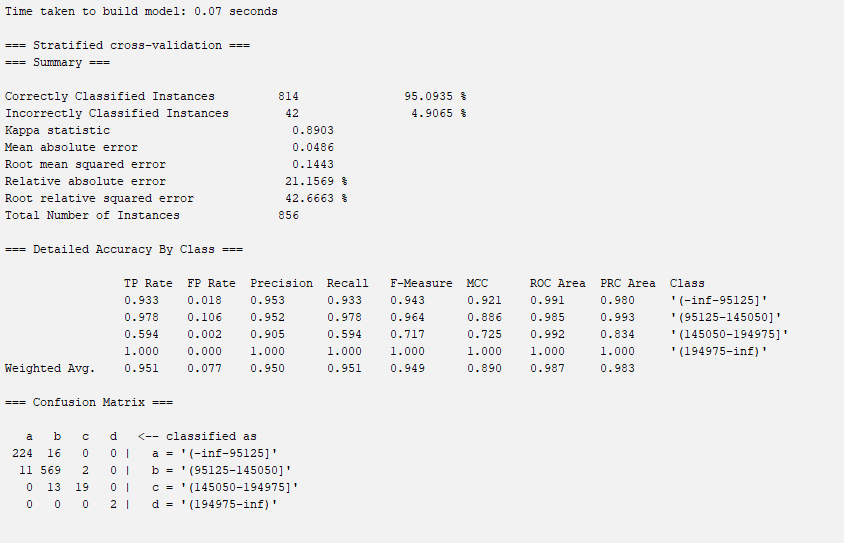 Time taken to build model: 0.07 seconds
=== Stratified cross-validation ===
=== Summary ===
Correctly Classified Instances 814 95.0935 %
Incorrectly Classified Instances 42 4.9065 %
Kappa statistic 0.8903
Mean absolute error 0.0486
Root mean squared error 0.1443
Relative absolute error 21.1569 %
Root relative squared error 42.6663 %
Total Number of Instances 856
=== Detailed Accuracy By Class ===
TP Rate FP Rate Precision Recall F-Measure MCC ROC Area PRC Area Class
0.933 0.018 0.953 0.933 0.943 0.921 0.991 0.980 '(-inf-95125]'
0.978 0.106 0.952 0.978 0.964 0.886 0.985 0.993 '(95125-145050]'
0.594 0.002 0.905 0.594 0.717 0.725 0.992 0.834 '(145050-194975]'
1.000 0.000 1.000 1.000 1.000 1.000 1.000 1.000 '(194975-inf)'
Weighted Avg. 0.951 0.077 0.950 0.951 0.949 0.890 0.987 0.983
=== Confusion Matrix ===
a b c d <-- classified as
224 16 0 0 | a = '(-inf-95125]'
11 569 2 0 | b = '(95125-145050]'
0 13 19 0 | c = '(145050-194975]'
0 0 0 2 | d = '(194975-inf)'